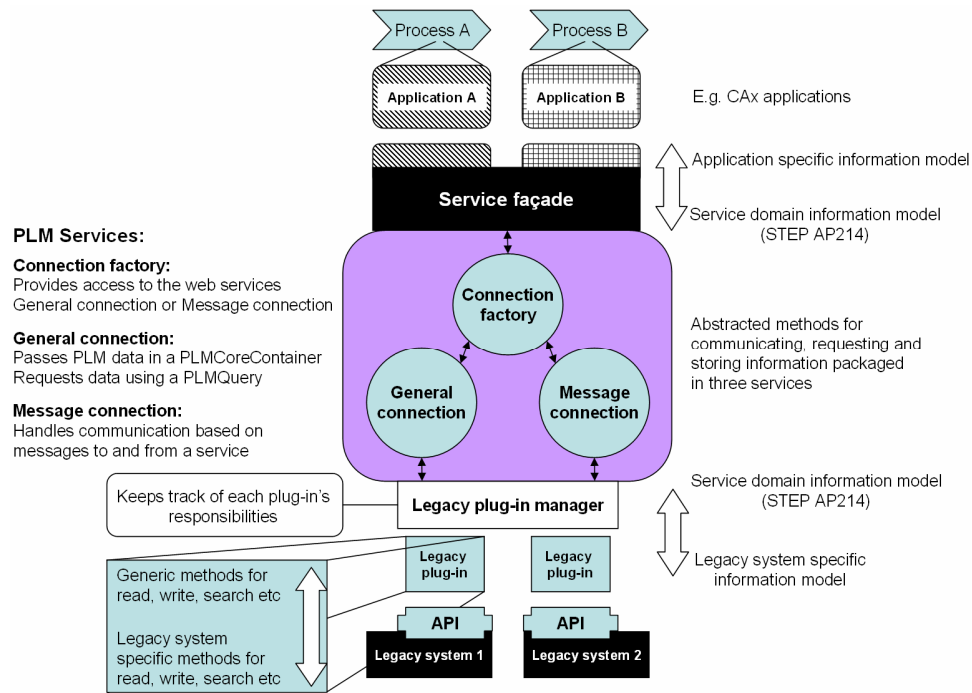 Process A
Process B
Application A
Application B
E.g. CAx applications
Application specific information model
Service façade
Service domain information model
(STEP AP214)
PLM Services:
Connection factory:
Provides access to the web services
General connection or Message connection
General connection:
Passes PLM data in a PLMCoreContainer
Requests data using a PLMQuery
Message connection:
Handles communication based on
messages to and from a service
Connection
factory
General
connection
Message
connection
Abstracted methods for
communicating, requesting and
storing information packaged
in three services
Keeps track of each plug-in's
responsibilities
Legacy plug-in manager
Service domain information model
(STEP AP214)
Legacy system specific
information model
Legacy
plug-in
Legacy
plug-in
Generic methods for
read, write, search etc
Legacy system
specific methods for
read, write, search etc
API
API
Legacy system 1
Legacy system 2